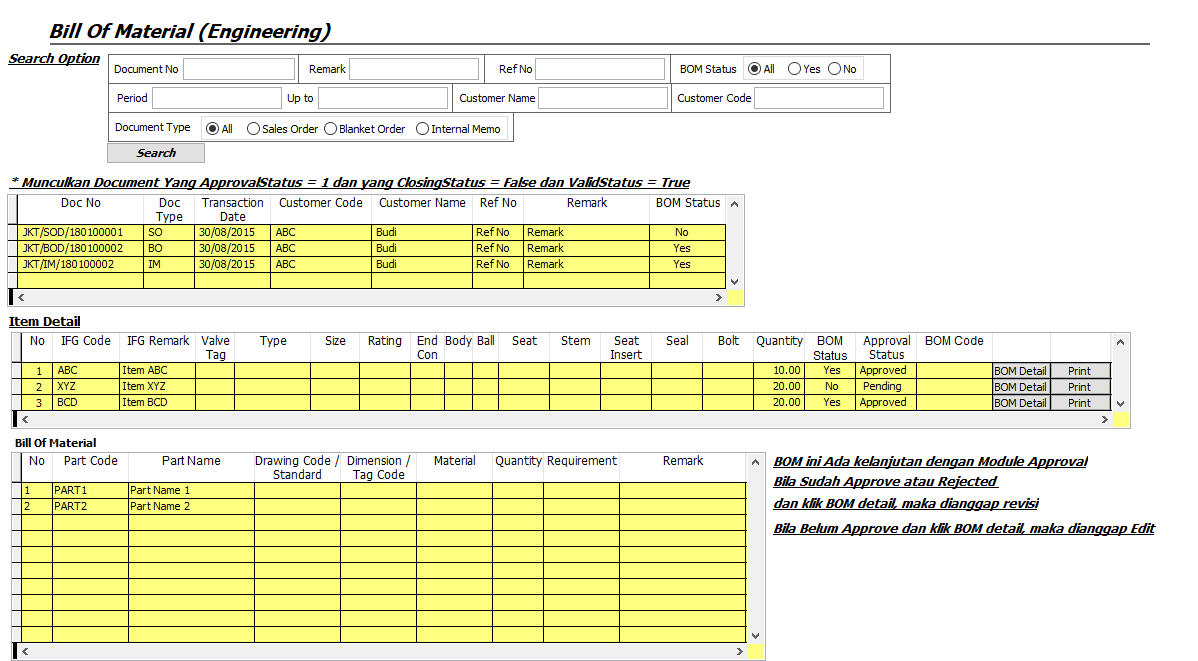 Bill Of Material (Engineering)
Search Option
Document No Remark Ref No BOM Status All Yes No
Period Up to Customer Name Customer Code
Document Type All Sales Order Blanket Order Internal Memo
Search
* Munculkan Document Yang ApprovalStatus = 1 dan yang ClosingStatus = False dan ValidStatus = True
Doc No Doc Type Transaction Date Customer Code Customer Name Ref No Remark BOM Status
JKT/SOD/180100001 SO 30/08/2015 ABC Budi Ref No Remark No
JKT/BOD/180100002 BO 30/08/2015 ABC Budi Ref No Remark Yes
JKT/IM/180100002 IM 30/08/2015 ABC Budi Ref No Remark Yes
Item Detail
No IFG Code IFG Remark Valve Tag Type Size Rating End Con Body Ball Seat Stem Seat Insert Seal Bolt Quantity BOM Status Approval Status BOM Code
1 ABC Item ABC 10.00 Yes Approved BOM Detail Print
2 XYZ Item XYZ 20.00 No Pending BOM Detail Print
3 BCD Item BCD 20.00 Yes Approved BOM Detail Print
Bill Of Material
No Part Code Part Name Drawing Code / Standard Dimension / Tag Code Material Quantity Requirement Remark
1 PART1 Part Name 1
2 PART2 Part Name 2
BOM ini Ada kelanjutan dengan Module Approval
Bila Sudah Approve atau Rejected
dan klik BOM detail, maka dianggap revisi
Bila Belum Approve dan klik BOM detail, maka dianggap Edit